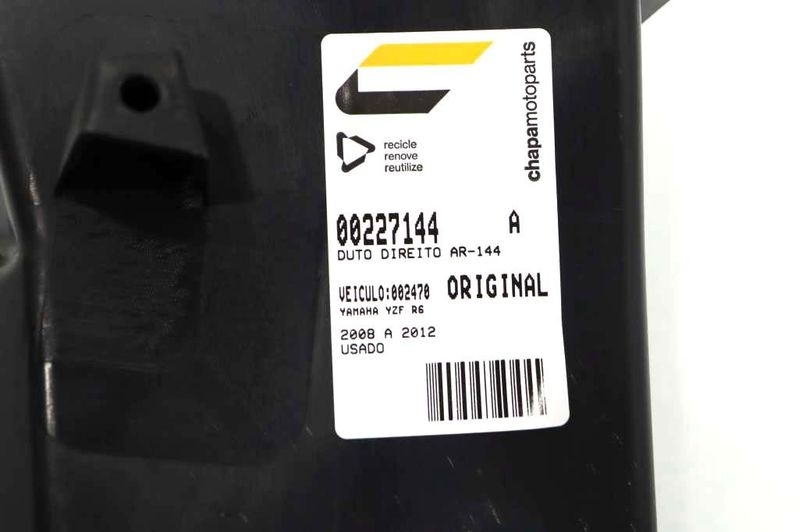 chapamotoparts
recicle
renove
reutilize
00227144 A
DUTO DIREITO AR-144
VEICULO:002470 ORIGINAL
YAMAHA YZF R6
2008 A 2012
USADO